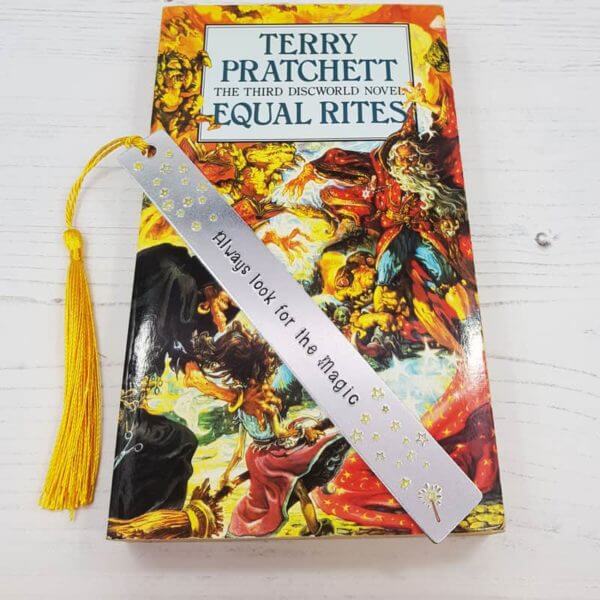 TERRY
PRATCHETT
THE THIRD DISCWORLD NOVEL
EQUAL RITES
Always look for the Magic